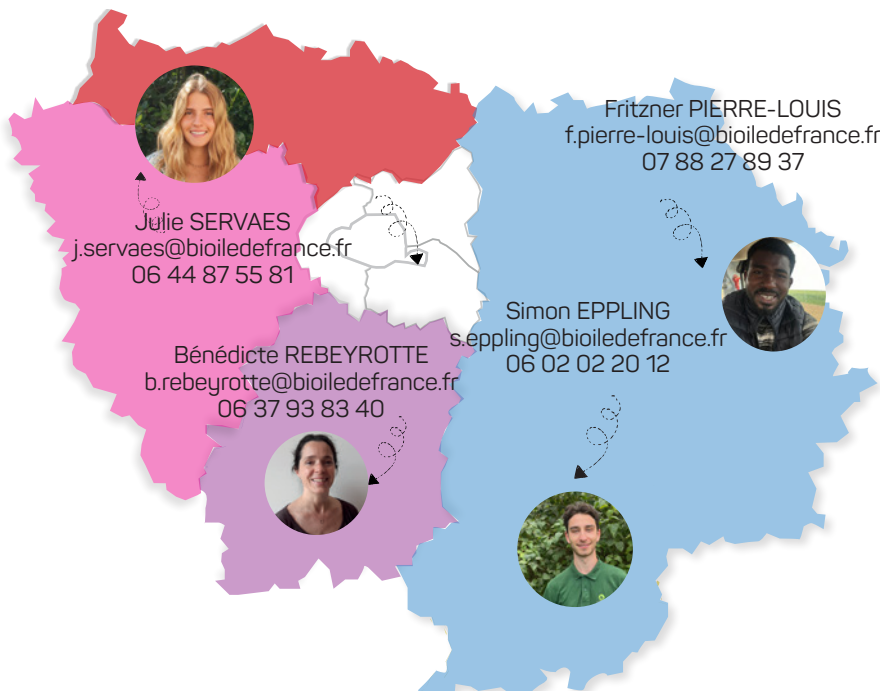 Fritzner PIERRE-LOUIS
f.pierre-louis@bioiledefrance.fr
07 88 27 89 37
Julie SERVAES
j.servaes@bioiledefrance.fr
06 44 87 55 81
Simon EPPLING
s.eppling@bioiledefrance.fr
06 02 02 20 12
Bénédicte REBEYROTTE
b.rebeyrotte@bioiledefrance.fr
06 37 93 83 40